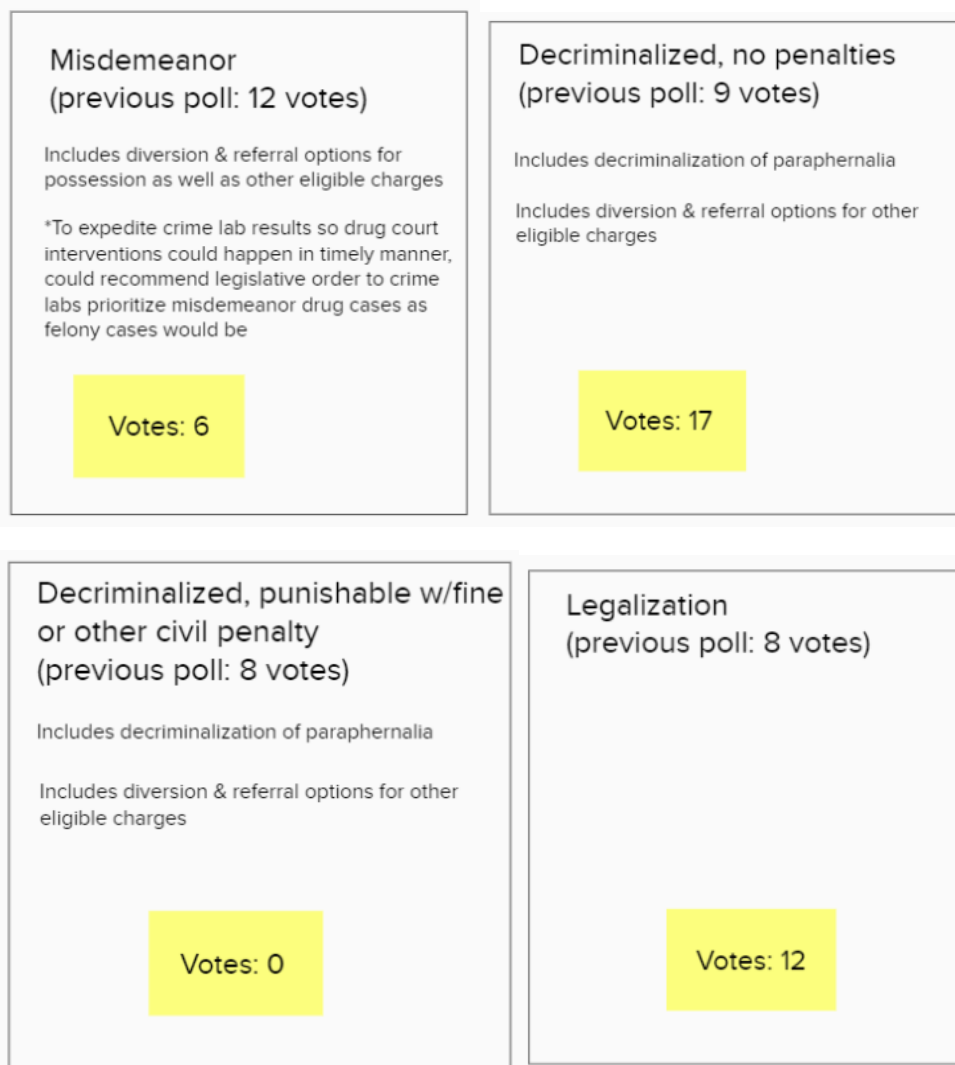 Misdemeanor
(previous poll: 12 votes)
Includes diversion & referral options for
possession as well as other eligible charges
*To expedite crime lab results so drug court
interventions could happen in timely manner,
could recommend legislative order to crime
labs prioritize misdemeanor drug cases as
felony cases would be
Votes: 6
Decriminalized, no penalties
(previous poll: 9 votes)
Includes decriminalization of paraphernalia
Includes diversion & referral options for other
eligible charges
Votes: 17
Decriminalized, punishable w/fine
or other civil penalty
(previous poll: 8 votes)
Includes decriminalization of paraphernalia
Includes diversion & referral options for other
eligible charges
Votes: 0
Legalization
(previous poll: 8 votes)
Votes: 12